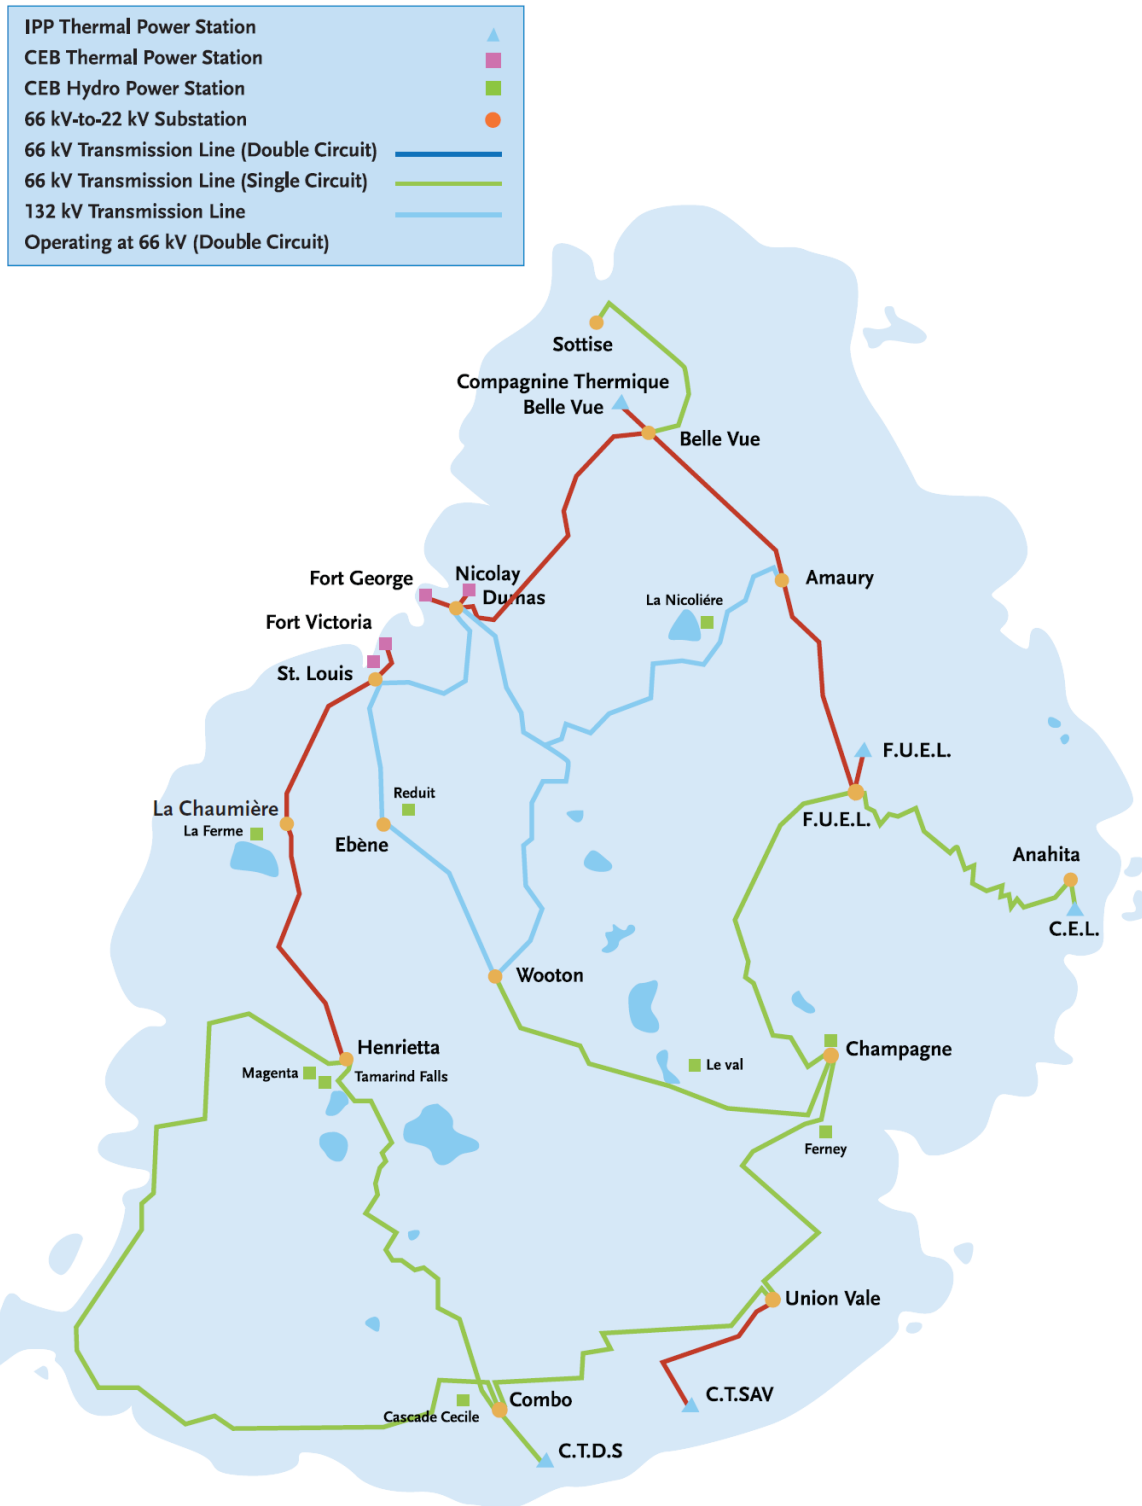 IPP Thermal Power Station
CEB Thermal Power Station
CEB Hydro Power Station
66 kV-to-22 kV Substation
66 kV Transmission Line (Double Circuit)
66 kV Transmission Line (Single Circuit)
132 kV Transmission Line
Operating at 66 kV (Double Circuit)
Sottise
Compagnine Thermique
Belle Vue
Belle Vue
Fort George
Nicolay
Dumas
Amaury
La Nicoliére
Fort Victoria
St. Louis
F.U.E.L.
Reduit
La Chaumière
La Ferme
F.U.E.L.
Ebène
Anahita
C.E.L.
Wooton
Henrietta
Champagne
Le val
Magenta
Tamarind Falls
Ferney
Union Vale
C.T.SAV
Combo
Cascade Cecile
C.T.D.S